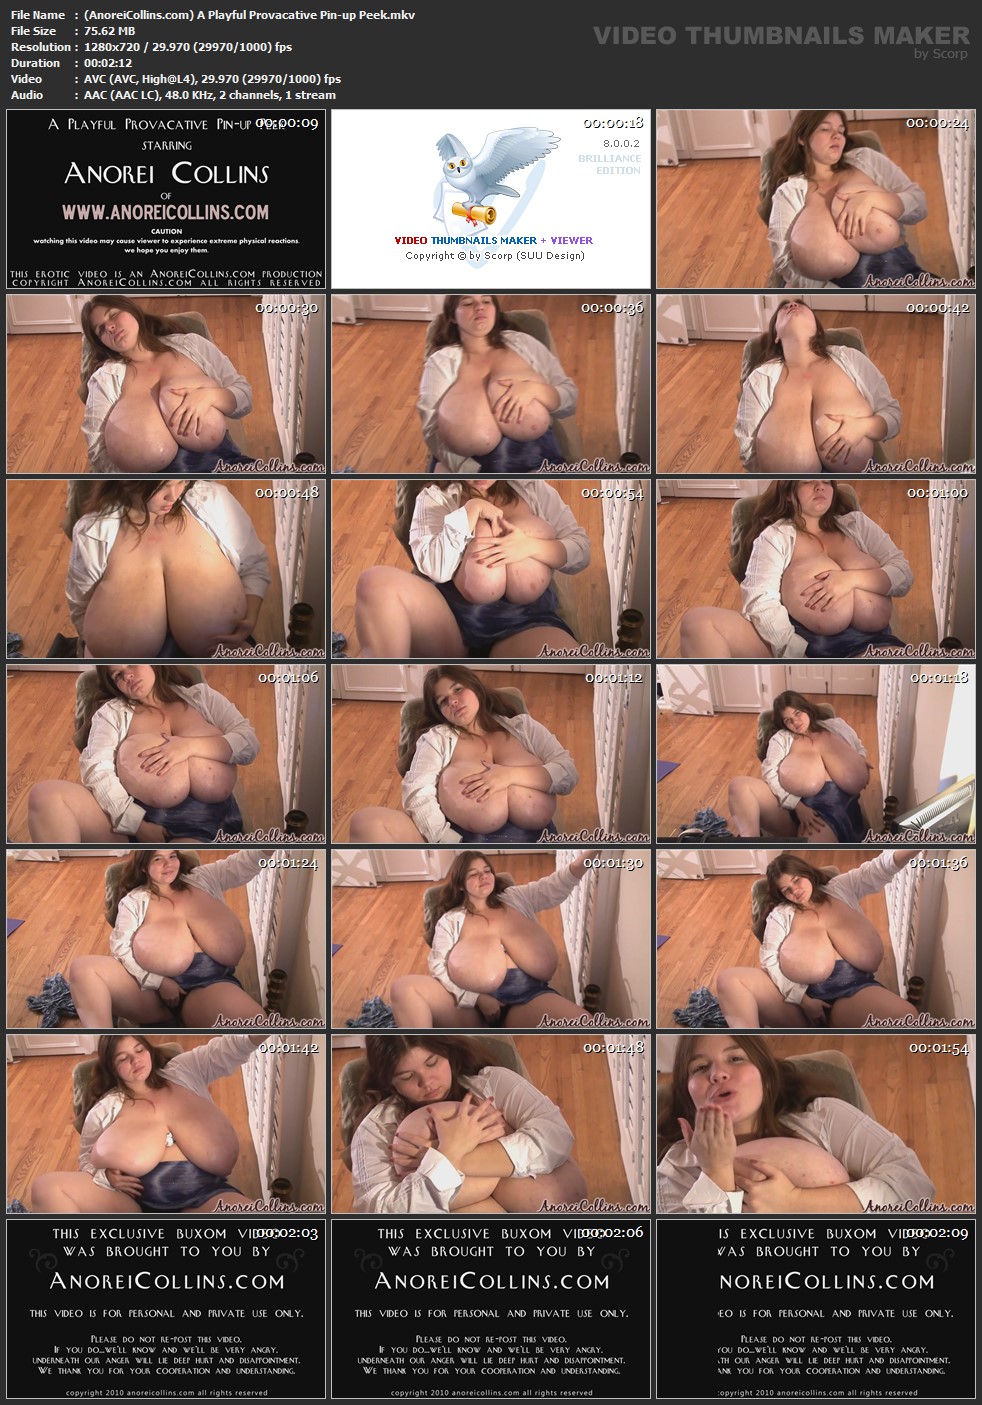 File Name : (AnoreiCollins.com) A Playful Provacative Pin-up Peek.mkv
File Size : 75.62 MB
Resolution : 1280x720 / 29.970 (29970/1000) fps
Duration : 00:02:12
Video : AVC (AVC, High@L4), 29.970 (29970/1000) fps
Audio : AAC (AAC LC), 48.0 KHz, 2 channels, 1 stream
VIDEO THUMBNAILS MAKER
by Scorp
A Playful Provacative Pin-up
00:00:09
STARRING
Anorei Collins
OF
WWW.ANOREICOLLINS.COM
CAUTION
watching this video may cause viewer to experience extreme physical reactions.
we hope you enjoy them.
THIS EROTIC VIDEO IS AN AnoreiCollins.com PRODUCTION
COPYRIGHT AnoreiCollins.com ALL RIGHTS RESERVED
00:00:18
8.0.0.2
BRILLIANCE
EDITION
VIDEO THUMBNAILS MAKER + VIEWER
Copyright © by Scorp (SUU Design)
00:00:24
AnoreiCollins.com
00:00:30
AnoreiCollins.com
00:00:36
AnoreiCollins.com
00:00:42
AnoreiCollins.com
00:00:48
AnoreiCollins.com
00:00:54
AnoreiCollins.com
00:01:00
AnoreiCollins.com
00:01:06
AnoreiCollins.com
00:01:12
AnoreiCollins.com
00:01:18
AnoreiCollins.com
00:01:24
AnoreiCollins.com
00:01:30
AnoreiCollins.com
00:01:36
AnoreiCollins.com
00:01:42
AnoreiCollins.com
00:01:48
AnoreiCollins.com
00:01:54
AnoreiCollins.com
THIS EXCLUSIVE BUXOM VIDEO
00:02:03
WAS BROUGHT TO YOU BY
AnoreiCollins.com
THIS VIDEO IS FOR PERSONAL AND PRIVATE USE ONLY.
Please do not re-post this video.
If you do...we'll know and we'll be very angry.
underneath our anger will lie deep hurt and disappointment.
We thank you for your cooperation and understanding.
copyright 2010 anoreicollins.com all rights reserved
THIS EXCLUSIVE BUXOM VIDEO
00:02:06
WAS BROUGHT TO YOU BY
AnoreiCollins.com
THIS VIDEO IS FOR PERSONAL AND PRIVATE USE ONLY.
Please do not re-post this video.
If you do...we'll know and we'll be very angry.
underneath our anger will lie deep hurt and disappointment.
We thank you for your cooperation and understanding.
copyright 2010 anoreicollins.com all rights reserved
IS EXCLUSIVE BUXOM VIDEO
00:02:09
WAS BROUGHT TO YOU BY
noreiCollins.com
EO IS FOR PERSONAL AND PRIVATE USE ONLY.
Please do not re-post this video.
you do...we'll know and we'll be very angry.
th our anger will lie deep hurt and disappointment.
nk you for your cooperation and understanding.
opyright 2010 anoreicollins.com all rights reserved